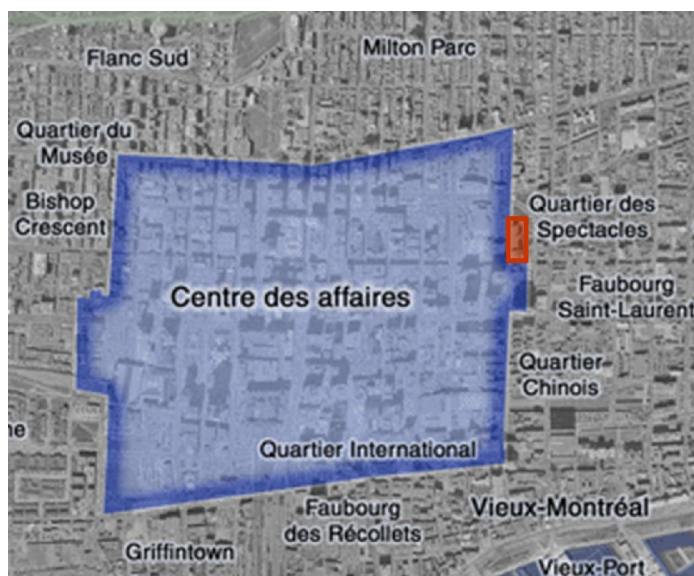 Flanc Sud
Milton Parc
Quartier du
Musée
Bishop
Crescent
Quartier des
Spectacles
Centre des affaires
Faubourg
Saint-Laurent
Quartier
Chinois
ne
Quartier International
Faubourg
des Récollets
Vieux-Montréal
Griffintown
Vieux-Port